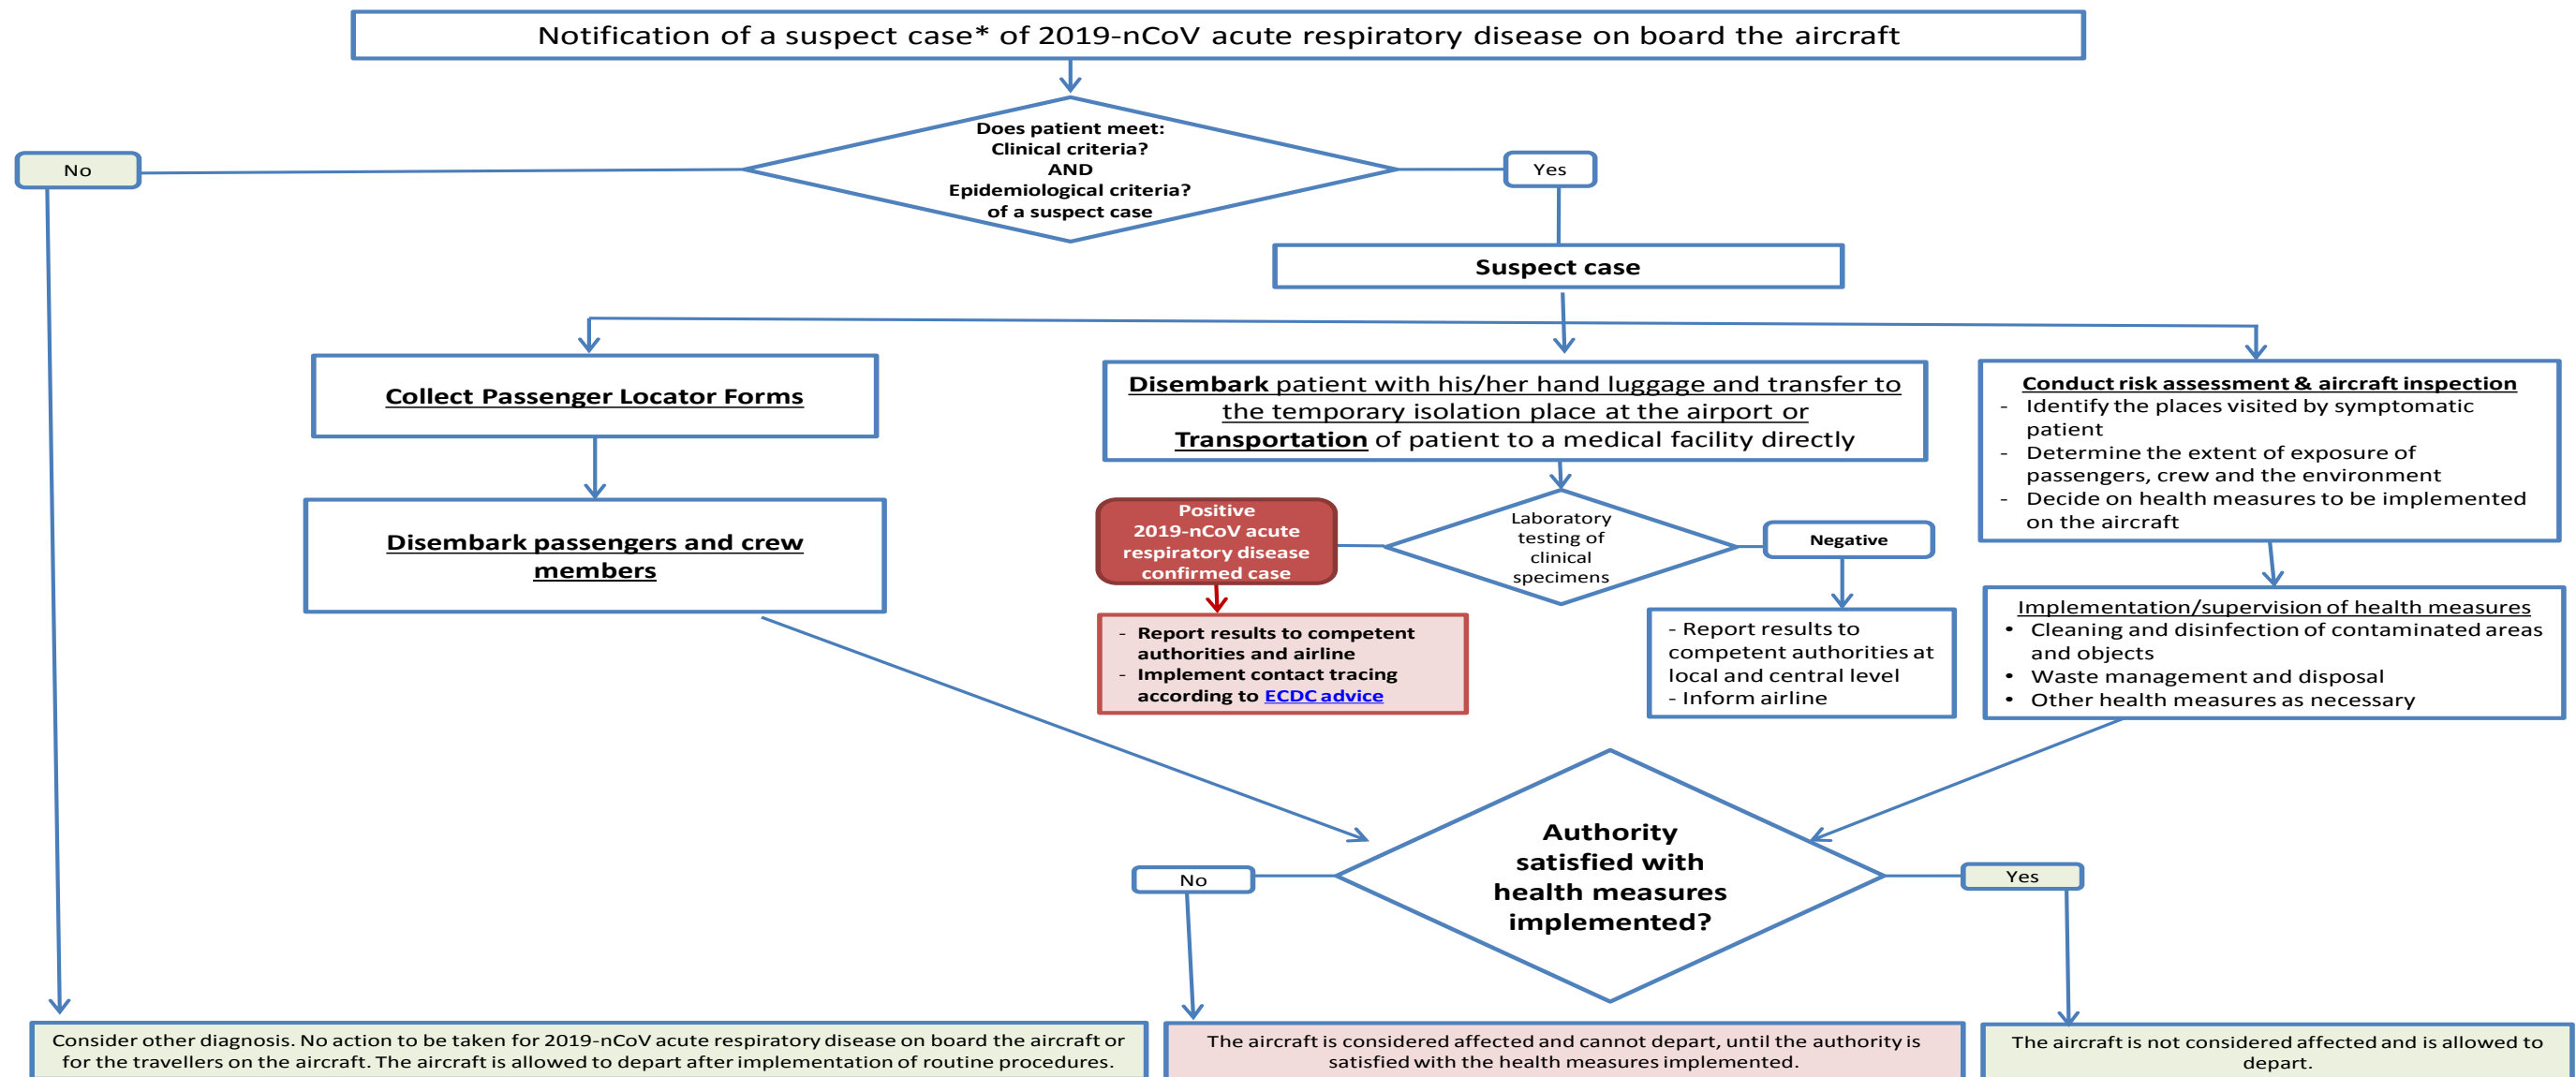 Notification of a suspect case* of 2019-nCoV acute respiratory disease on board the aircraft
Does patient meet:
Clinical criteria?
AND
Epidemiological criteria?
of a suspect case
No
Yes
Suspect case
Collect Passenger Locator Forms
Disembark passengers and crew
members
Disembark patient with his/her hand luggage and transfer to
the temporary isolation place at the airport or
Transportation of patient to a medical facility directly
Conduct risk assessment & aircraft inspection
- Identify the places visited by symptomatic
patient
- Determine the extent of exposure of
passengers, crew and the environment
- Decide on health measures to be implemented
on the aircraft
Positive
2019-nCoV acute
respiratory disease
confirmed case
Laboratory
testing of
clinical
specimens
Negative
- Report results to competent
authorities and airline
- Implement contact tracing
according to ECDC advice
- Report results to
competent authorities at
local and central level
- Inform airline
Implementation/supervision of health measures
• Cleaning and disinfection of contaminated areas
and objects
• Waste management and disposal
• Other health measures as necessary
Authority
satisfied with
health measures
implemented?
No
Yes
Consider other diagnosis. No action to be taken for 2019-nCoV acute respiratory disease on board the aircraft or
for the travellers on the aircraft. The aircraft is allowed to depart after implementation of routine procedures.
The aircraft is considered affected and cannot depart, until the authority is
satisfied with the health measures implemented.
The aircraft is not considered affected and is allowed to
depart.